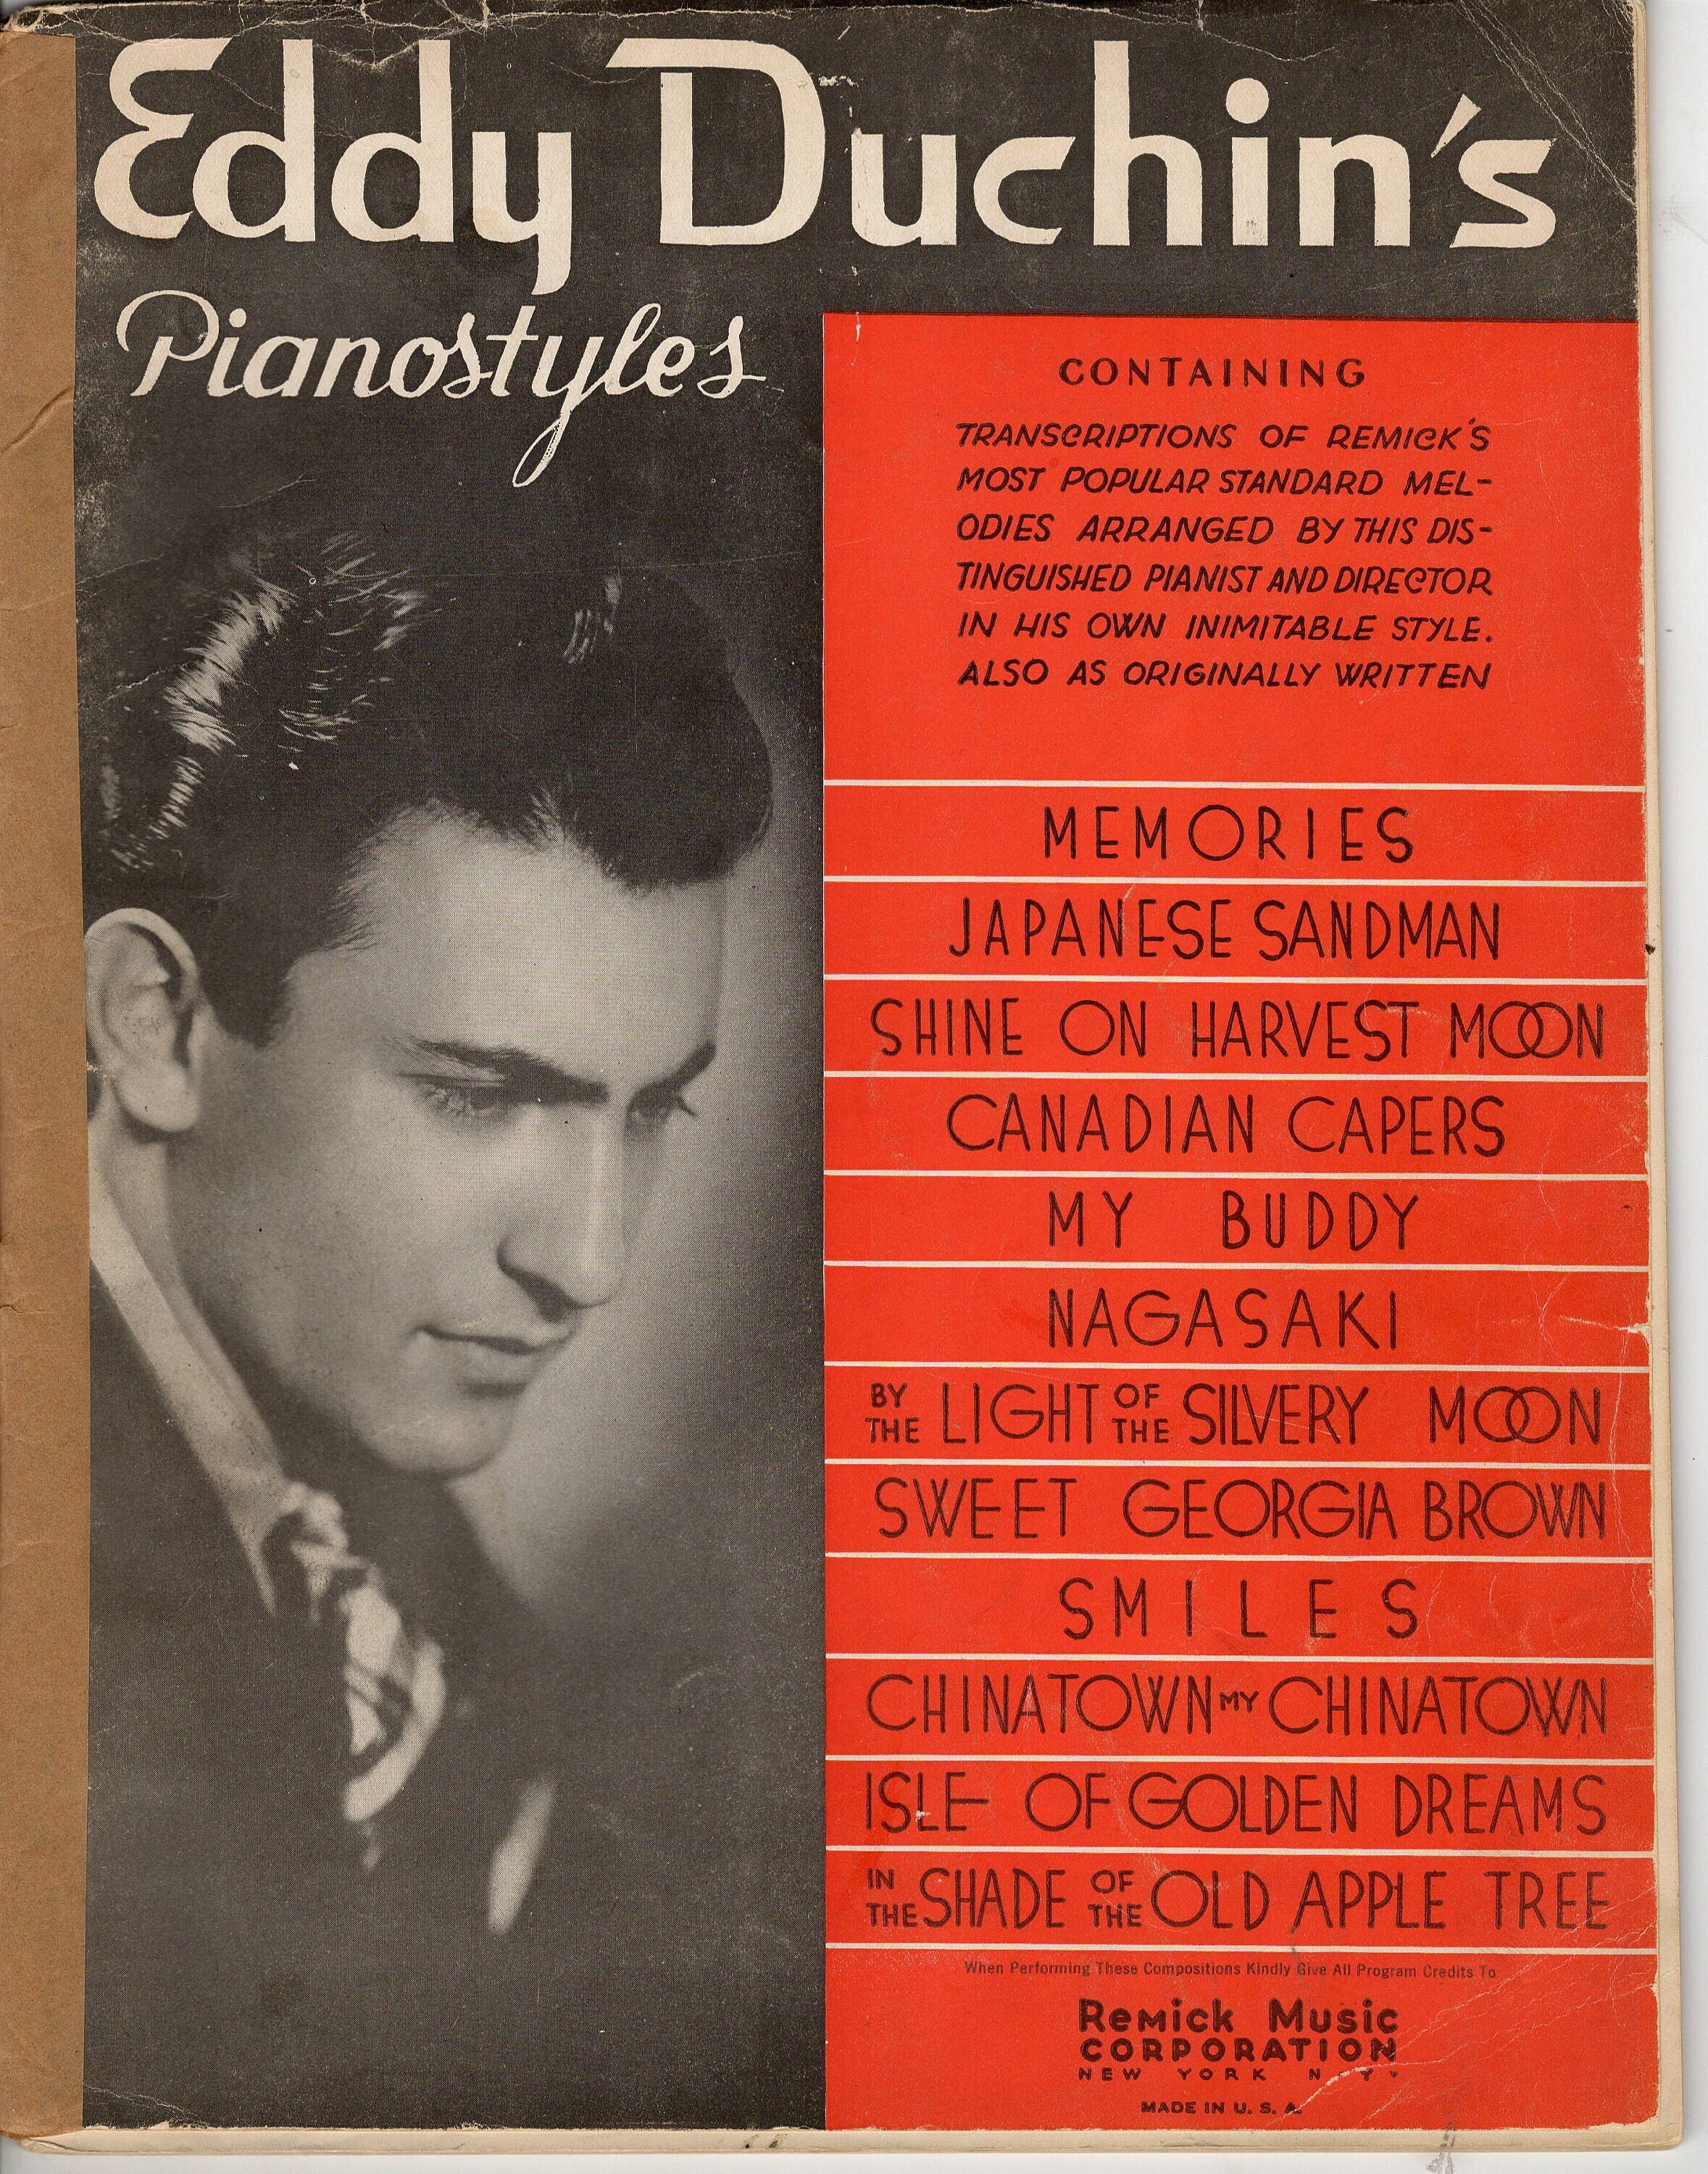 Eddy Duchin's
Pianostyles
CONTAINING
TRANSCRIPTIONS OF REMICK'S
MOST POPULAR STANDARD MEL-
ODIES ARRANGED BY THIS DIS-
TINGUISHED PIANIST AND DIRECTOR
IN HIS OWN INIMITABLE STYLE.
ALSO AS ORIGINALLY WRITTEN
MEMORIES
JAPANESE SANDMAN
SHINE ON HARVEST MOON
CANADIAN CAPERS
MY BUDDY
NAGASAKI
BY THE LIGHT OF THE SILVERY MOON
SWEET GEORGIA BROWN
SMILES
CHINATOWN MY CHINATOWN
ISLE OF GOLDEN DREAMS
IN THE SHADE OF THE OLD APPLE TREE
When Performing These Compositions Kindly Give All Program Credits To
Remick Music
CORPORATION
NEW YORK N.Y.
MADE IN U.S.A.